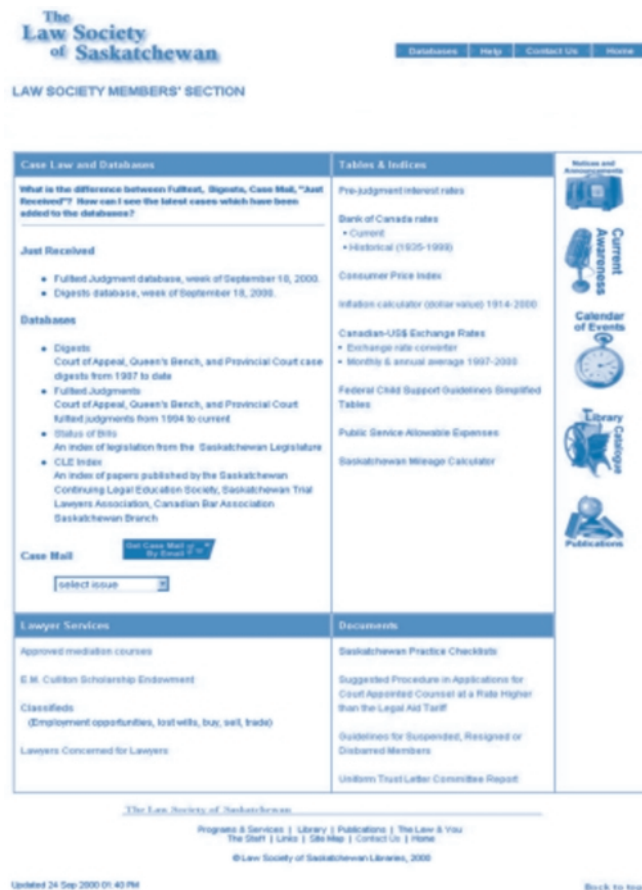 The
Law Society
of Saskatchewan
Databases Help Contact Us Home
LAW SOCIETY MEMBERS' SECTION
Case Law and Databases
What is the difference between Fulltext, Digests, Case Mail, "Just
Received"? How can I see the latest cases which have been
added to the databases?
Just Received
Fulltext Judgment database, week of September 18, 2000.
Digests database, week of September 18, 2000.
Databases
Digests
Court of Appeal, Queen's Bench, and Provincial Court case
digests from 1987 to date
Fulltext Judgments
Court of Appeal, Queen's Bench, and Provincial Court
fulltext judgments from 1994 to current
Status of Bills
An index of legislation from the Saskatchewan Legislature
CLE Index
An index of papers published by the Saskatchewan
Continuing Legal Education Society, Saskatchewan Trial
Lawyers Association, Canadian Bar Association
Saskatchewan Branch
Case Mail
Get Case Mail
By Email
select issue
Tables & Indices
Pre-judgment interest rates
Bank of Canada rates
• Current
• Historical (1935-1999)
Consumer Price Index
Inflation calculator (dollar value) 1914-2000
Canadian-US$ Exchange Rates
• Exchange rate converter
• Monthly & annual average 1997-2000
Federal Child Support Guidelines Simplified
Tables
Public Service Allowable Expenses
Saskatchewan Mileage Calculator
Notices and
Announcements
Current
Awareness
Calendar
of Events
Library
Catalogue
Publications
Lawyer Services
Approved mediation courses
E.M. Culliton Scholarship Endowment
Classifieds
(Employment opportunities, lost wills, buy, sell, trade)
Lawyers Concerned for Lawyers
Documents
Saskatchewan Practice Checklists
Suggested Procedure in Applications for
Court Appointed Counsel at a Rate Higher
than the Legal Aid Tariff
Guidelines for Suspended, Resigned or
Disbarred Members
Uniform Trust Letter Committee Report
The Law Society of Saskatchewan
Programs & Services | Library | Publications | The Law & You
The Staff | Links | Site Map | Contact Us | Home
© Law Society of Saskatchewan Libraries, 2000
Updated 24 Sep 2000 01:40 PM
Back to top